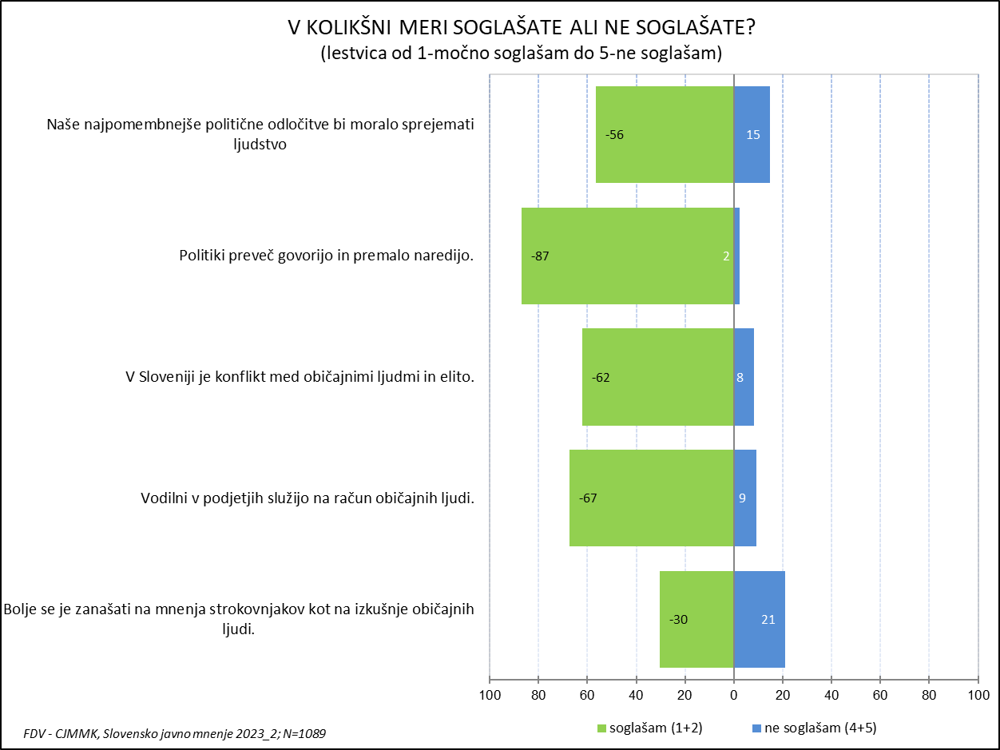 V KOLIKŠNI MERI SOGLAŠATE ALI NE SOGLAŠATE?
(lestvica od 1-močno soglašam do 5-ne soglašam)
Naše najpomembnejše politične odločitve bi moralo sprejemati
ljudstvo
-56
15
Politiki preveč govorijo in premalo naredijo.
-87
2
V Sloveniji je konflikt med običajnimi ljudmi in elito.
-62
8
Vodilni v podjetjih služijo na račun običajnih ljudi.
-67
9
Bolje se je zanašati na mnenja strokovnjakov kot na izkušnje običajnih
ljudi.
-30
21
100 80 60 40 20 0 20 40 60 80 100
soglašam (1+2)
ne soglašam (4+5)
FDV - CJMMK, Slovensko javno mnenje 2023_2; N=1089